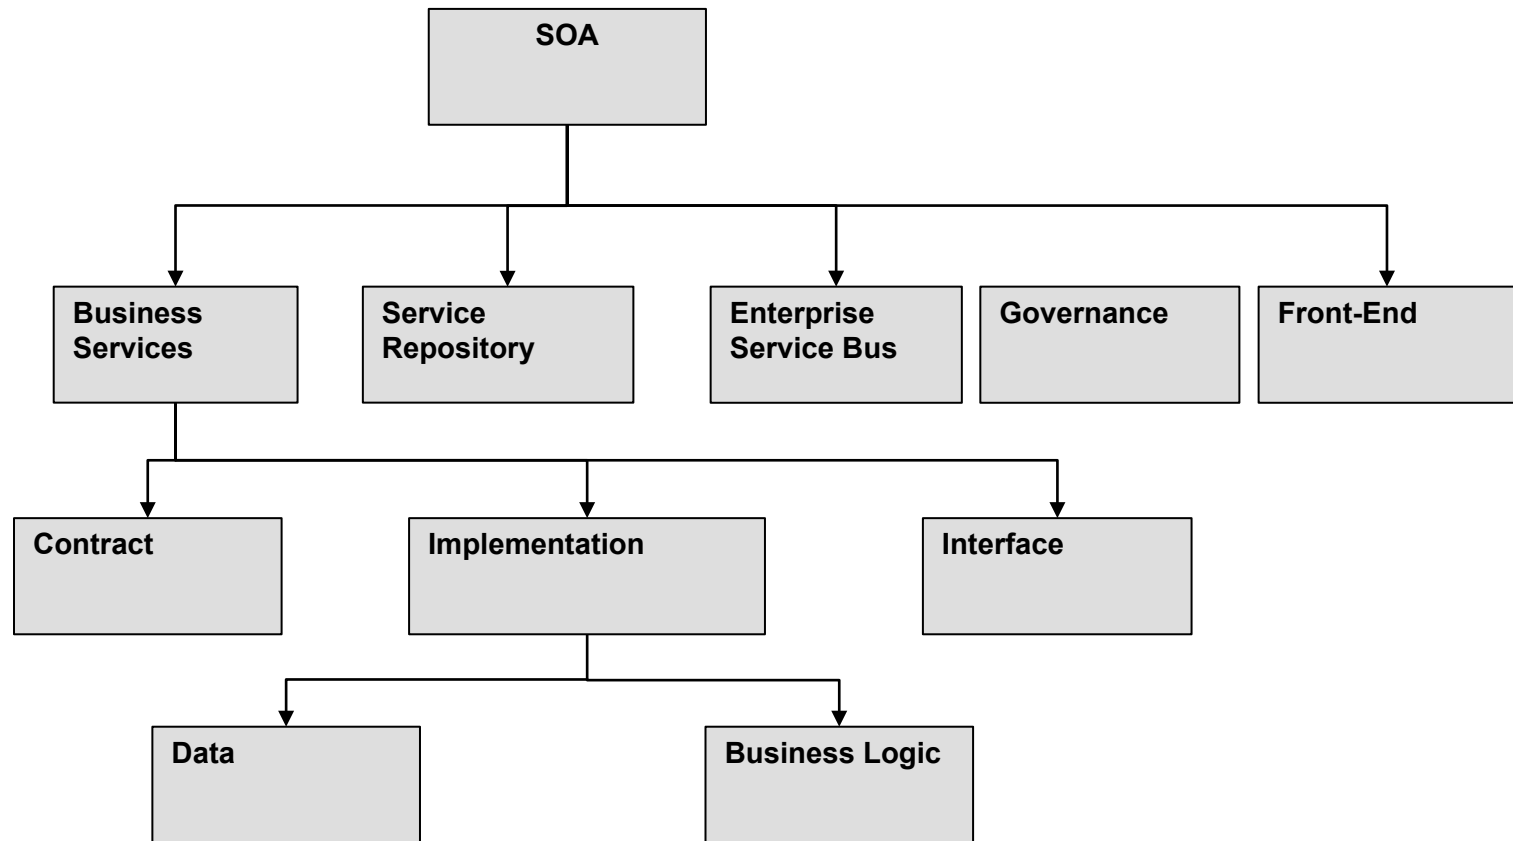 SOA
Business
Services
Service
Repository
Enterprise
Service Bus
Governance
Front-End
Contract
Implementation
Interface
Data
Business Logic